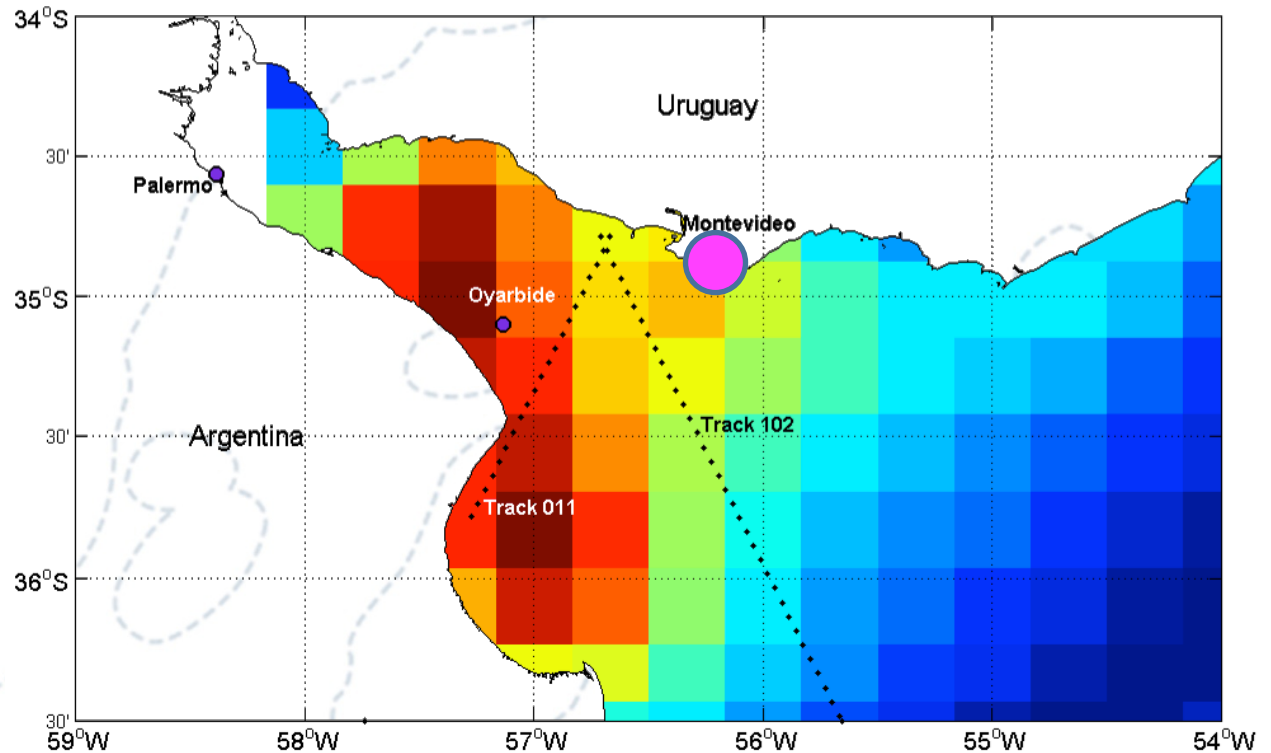 34°S
Uruguay
30'
Palermo
Montevideo
35°S
Oyarbide
Track 102
30'
Argentina
Track 011
36°S
30'
59°W
58°W
57°W
56°W
55°W
54°W